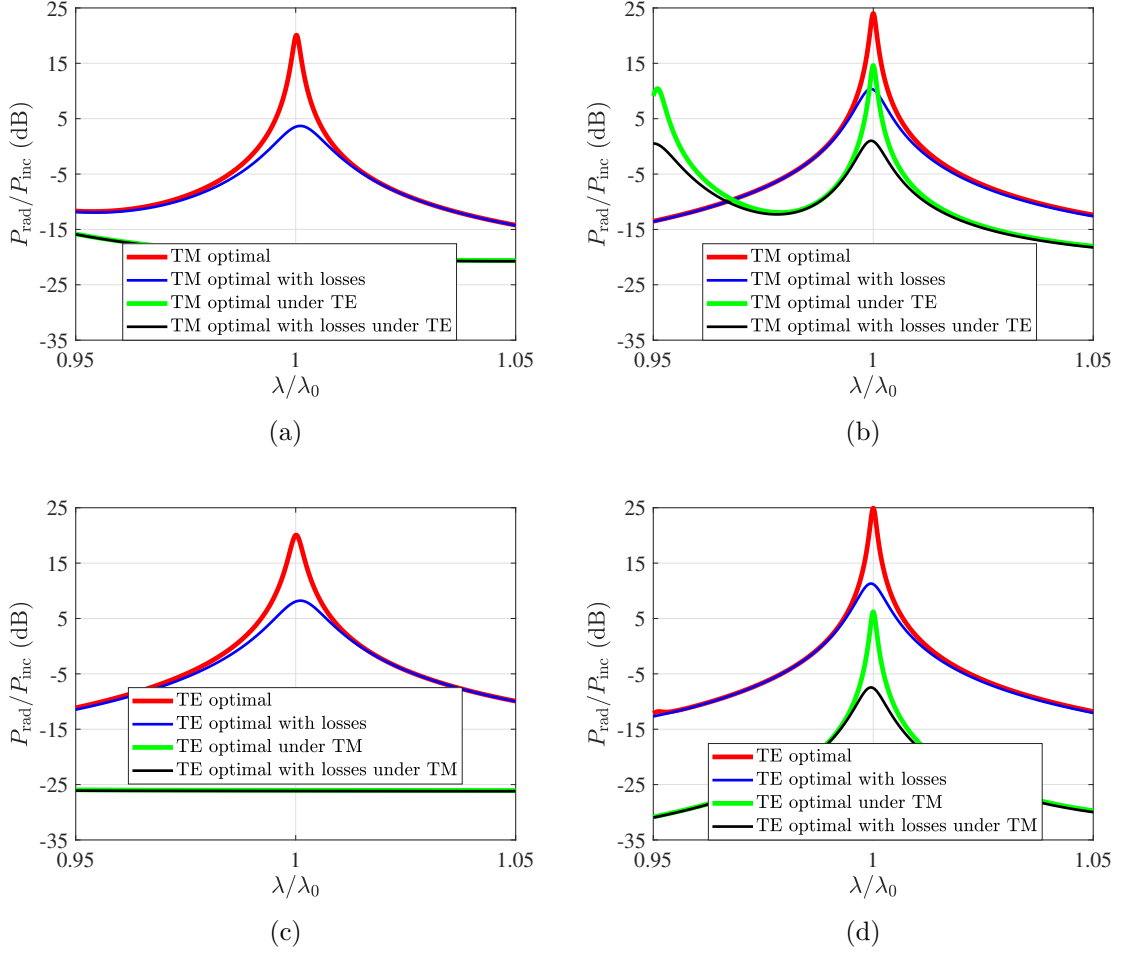 25
15
5
-5
-15
-25
-35
0.95
1
1.05
λ/λ₀
P_rad/P_inc (dB)
TM optimal
TM optimal with losses
TM optimal under TE
TM optimal with losses under TE
(a)
25
15
5
-5
-15
-25
-35
0.95
1
1.05
λ/λ₀
P_rad/P_inc (dB)
TM optimal
TM optimal with losses
TM optimal under TE
TM optimal with losses under TE
(b)
25
15
5
-5
-15
-25
-35
0.95
1
1.05
λ/λ₀
P_rad/P_inc (dB)
TE optimal
TE optimal with losses
TE optimal under TM
TE optimal with losses under TM
(c)
25
15
5
-5
-15
-25
-35
0.95
1
1.05
λ/λ₀
P_rad/P_inc (dB)
TE optimal
TE optimal with losses
TE optimal under TM
TE optimal with losses under TM
(d)